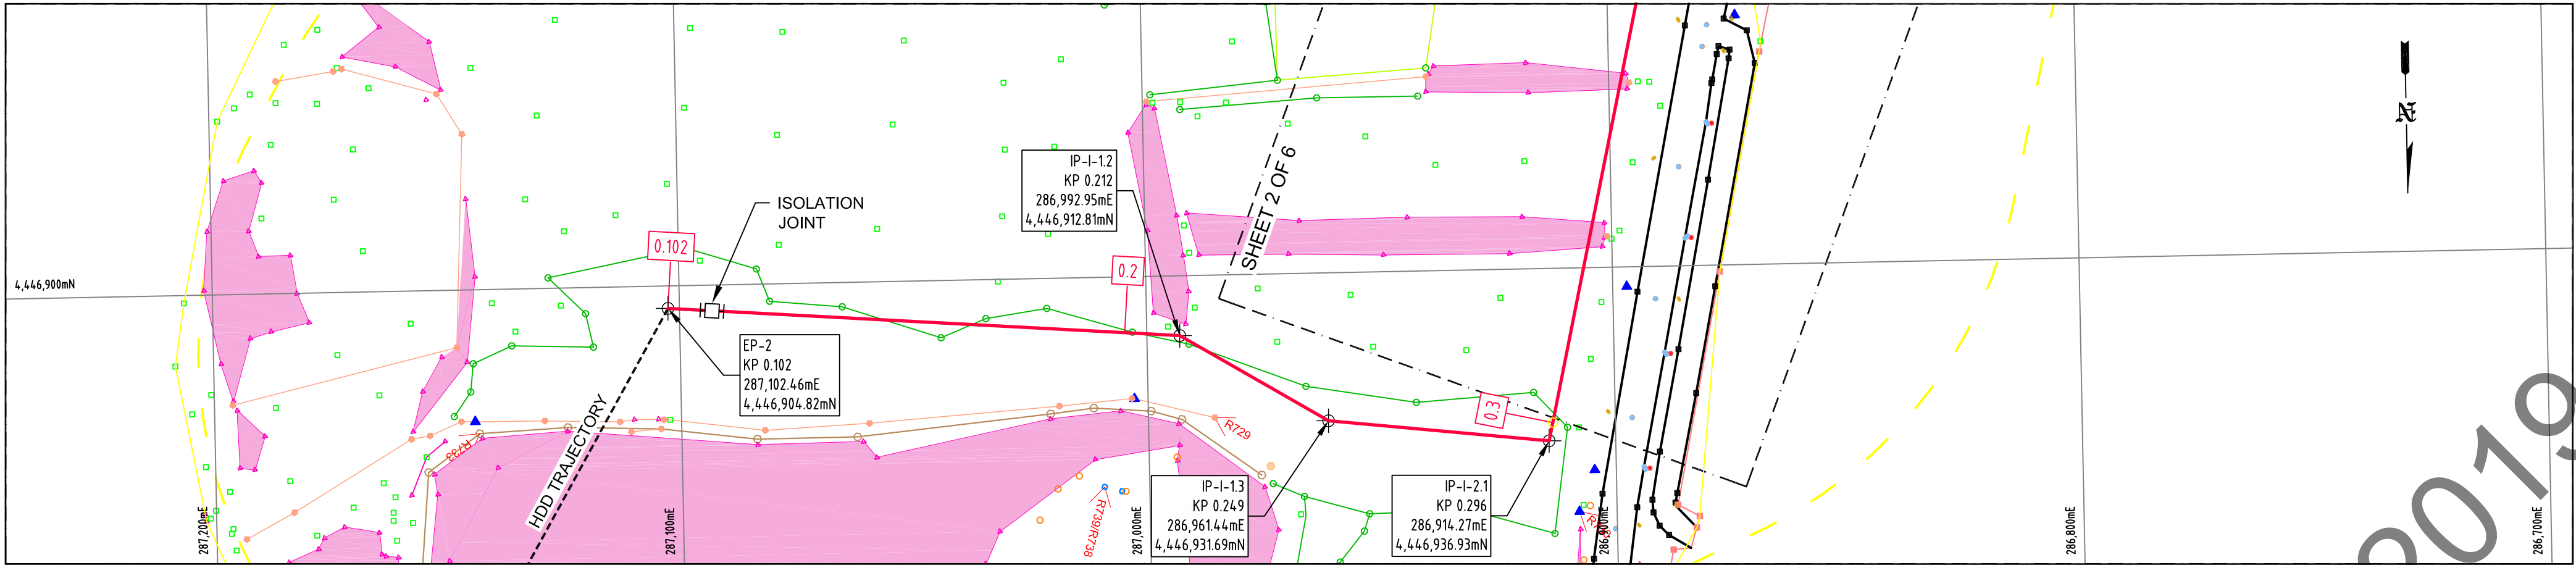 IP-I-1.2
KP 0.212
286,992.95mE
4,446,912.81mN
N
ISOLATION
JOINT
SHEET 2 OF 6
0.102
0.2
4,446,900mN
EP-2
KP 0.102
287,102.46mE
4,446,904.82mN
0.3
HDD TRAJECTORY
R733
R729
R739/R738
IP-I-1.3
KP 0.249
286,961.44mE
4,446,931.69mN
IP-I-2.1
KP 0.296
286,914.27mE
4,446,936.93mN
287,200mE
287,100mE
287,000mE
286,900mE
286,800mE
286,700mE
2019